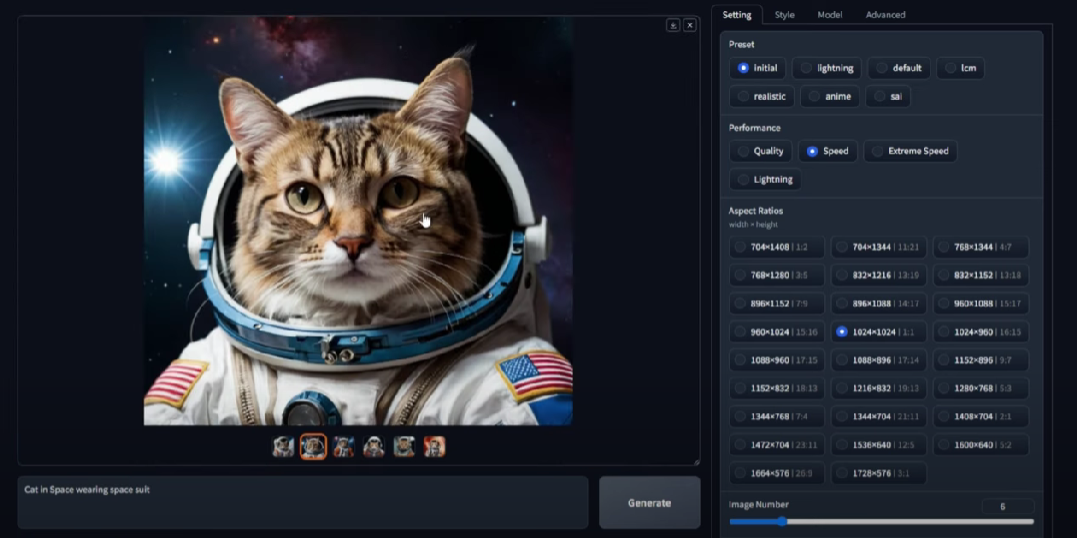 Setting Style Model Advanced
Preset
initial lightning default lcm
realistic anime sai
Performance
Quality Speed Extreme Speed
Lightning
Aspect Ratios
width × height
704×1408 | 1:2 704×1344 | 11:21 768×1344 | 4:7
768×1280 | 3:5 832×1216 | 13:19 832×1152 | 13:18
896×1152 | 7:9 896×1088 | 14:17 960×1088 | 15:17
960×1024 | 15:16 1024×1024 | 1:1 1024×960 | 16:15
1088×960 | 17:15 1088×896 | 17:14 1152×896 | 9:7
1152×832 | 18:13 1216×832 | 19:13 1280×768 | 5:3
1344×768 | 7:4 1344×704 | 21:11 1408×704 | 2:1
1472×704 | 23:11 1536×640 | 12:5 1600×640 | 5:2
1664×576 | 26:9 1728×576 | 3:1
Image Number 6
Cat in Space wearing space suit
Generate